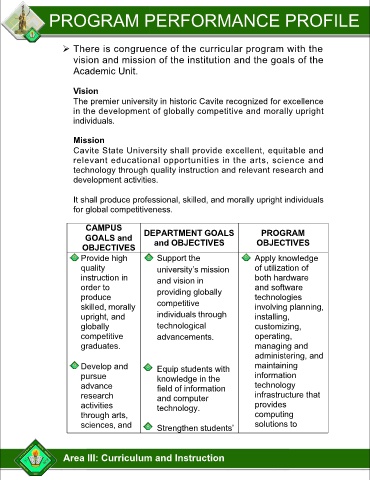 PROGRAM PERFORMANCE PROFILE
➢ There is congruence of the curricular program with the
vision and mission of the institution and the goals of the
Academic Unit.
Vision
The premier university in historic Cavite recognized for excellence
in the development of globally competitive and morally upright
individuals.
Mission
Cavite State University shall provide excellent, equitable and
relevant educational opportunities in the arts, science and
technology through quality instruction and relevant research and
development activities.
It shall produce professional, skilled, and morally upright individuals
for global competitiveness.
CAMPUS
GOALS and
OBJECTIVES
DEPARTMENT GOALS
and OBJECTIVES
PROGRAM
OBJECTIVES
Provide high
quality
instruction in
order to
produce
skilled, morally
upright, and
globally
competitive
graduates.
Develop and
pursue
advance
research
activities
through arts,
sciences, and
Support the
university's mission
and vision in
providing globally
competitive
individuals through
technological
advancements.
Equip students with
knowledge in the
field of information
and computer
technology.
Strengthen students'
Apply knowledge
of utilization of
both hardware
and software
technologies
involving planning,
installing,
customizing,
operating,
managing and
administering, and
maintaining
information
technology
infrastructure that
provides
computing
solutions to
Area III: Curriculum and Instruction